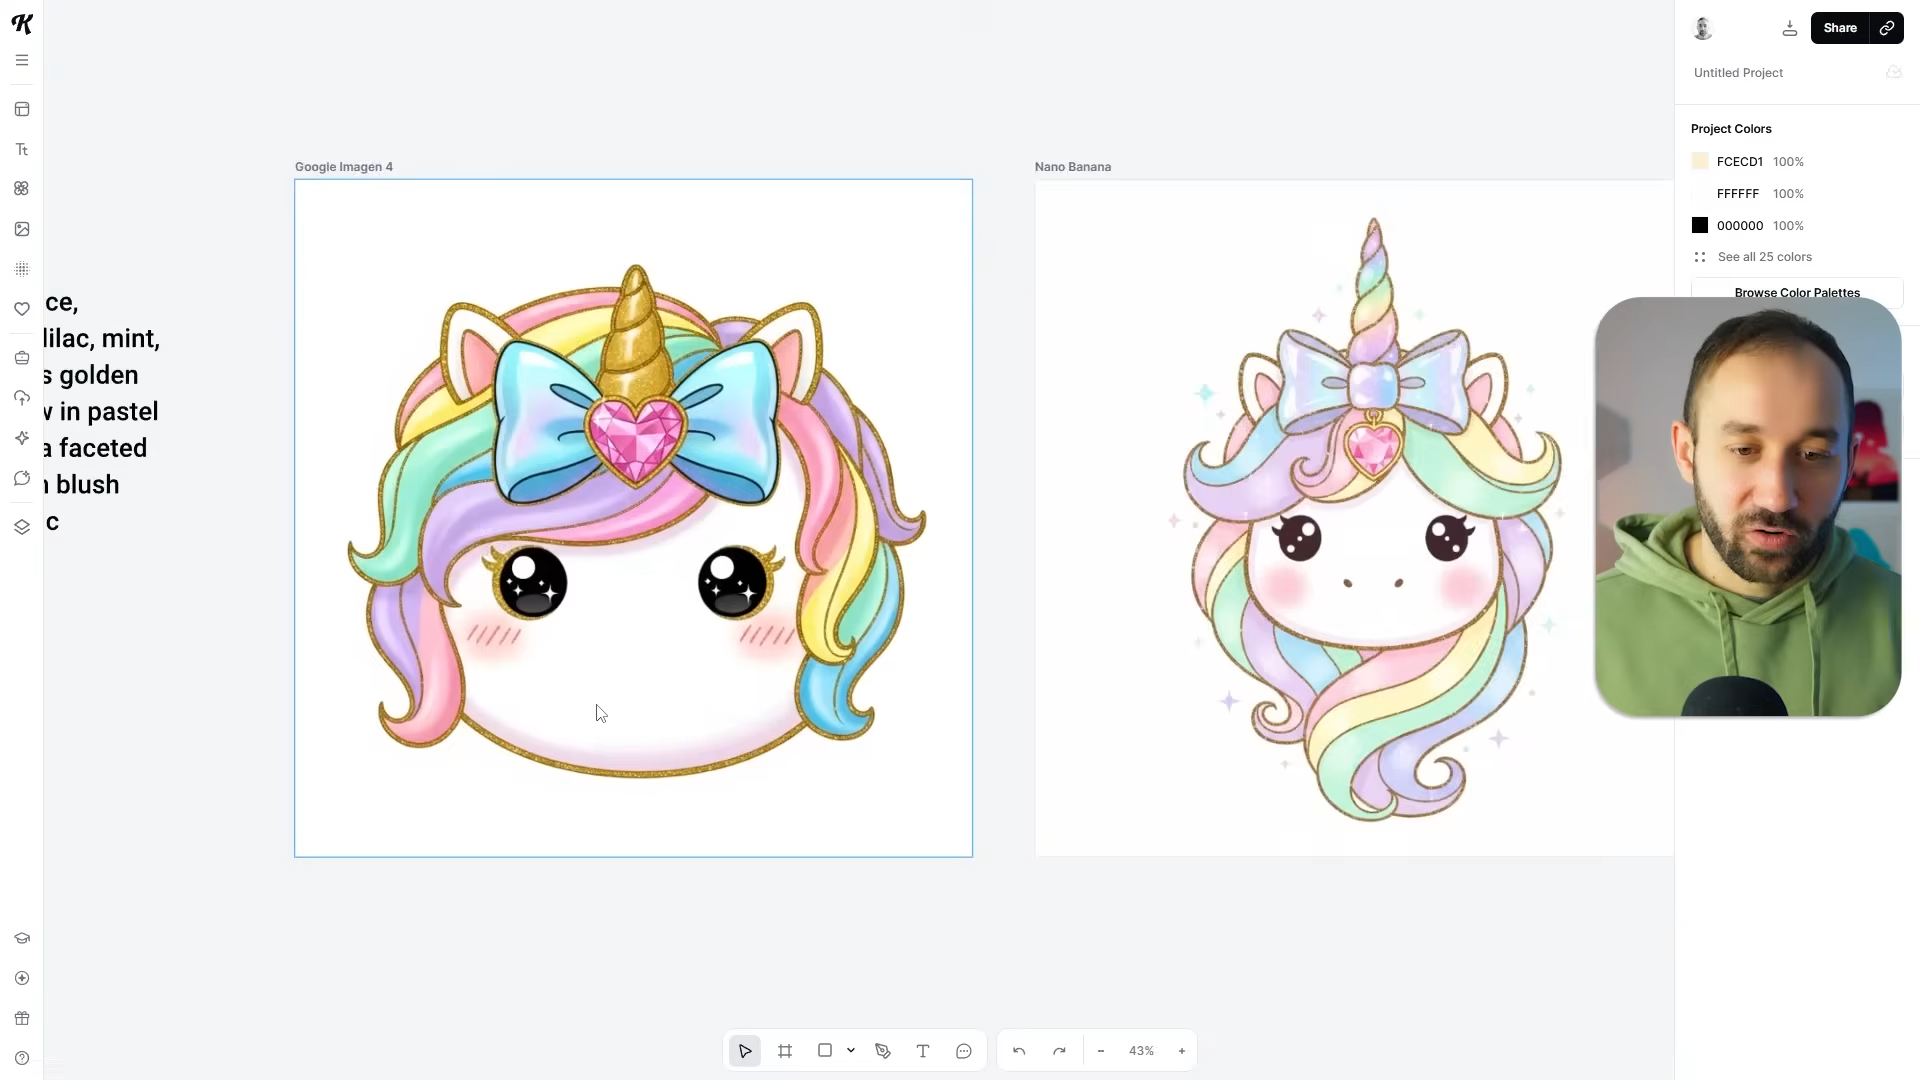 K
Share
Untitled Project
Project Colors
FCECD1 100%
FFFFFF 100%
000000 100%
See all 25 colors
Browse Color Palettes
Google Imagen 4
Nano Banana
ce,
lilac, mint,
s golden
w in pastel
a faceted
h blush
c
Tt
T
- 43% +